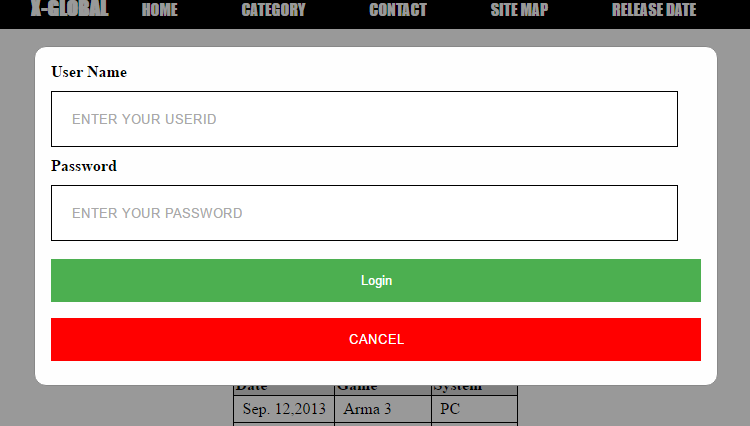 X-GLOBAL HOME CATEGORY CONTACT SITE MAP RELEASE DATE
User Name
ENTER YOUR USERID
Password
ENTER YOUR PASSWORD
Login
CANCEL
Date Game System
Sep. 12,2013 Arma 3 PC